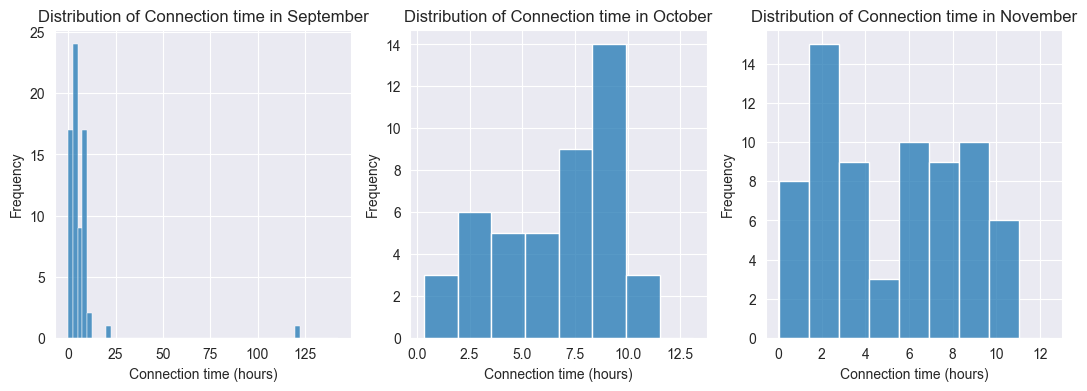 Distribution of Connection time in September
25
20
15
10
5
0
Frequency
0 25 50 75 100 125
Connection time (hours)
Distribution of Connection time in October
14
12
10
8
6
4
2
0
Frequency
0.0 2.5 5.0 7.5 10.0 12.5
Connection time (hours)
Distribution of Connection time in November
14
12
10
8
6
4
2
0
Frequency
0 2 4 6 8 10 12
Connection time (hours)